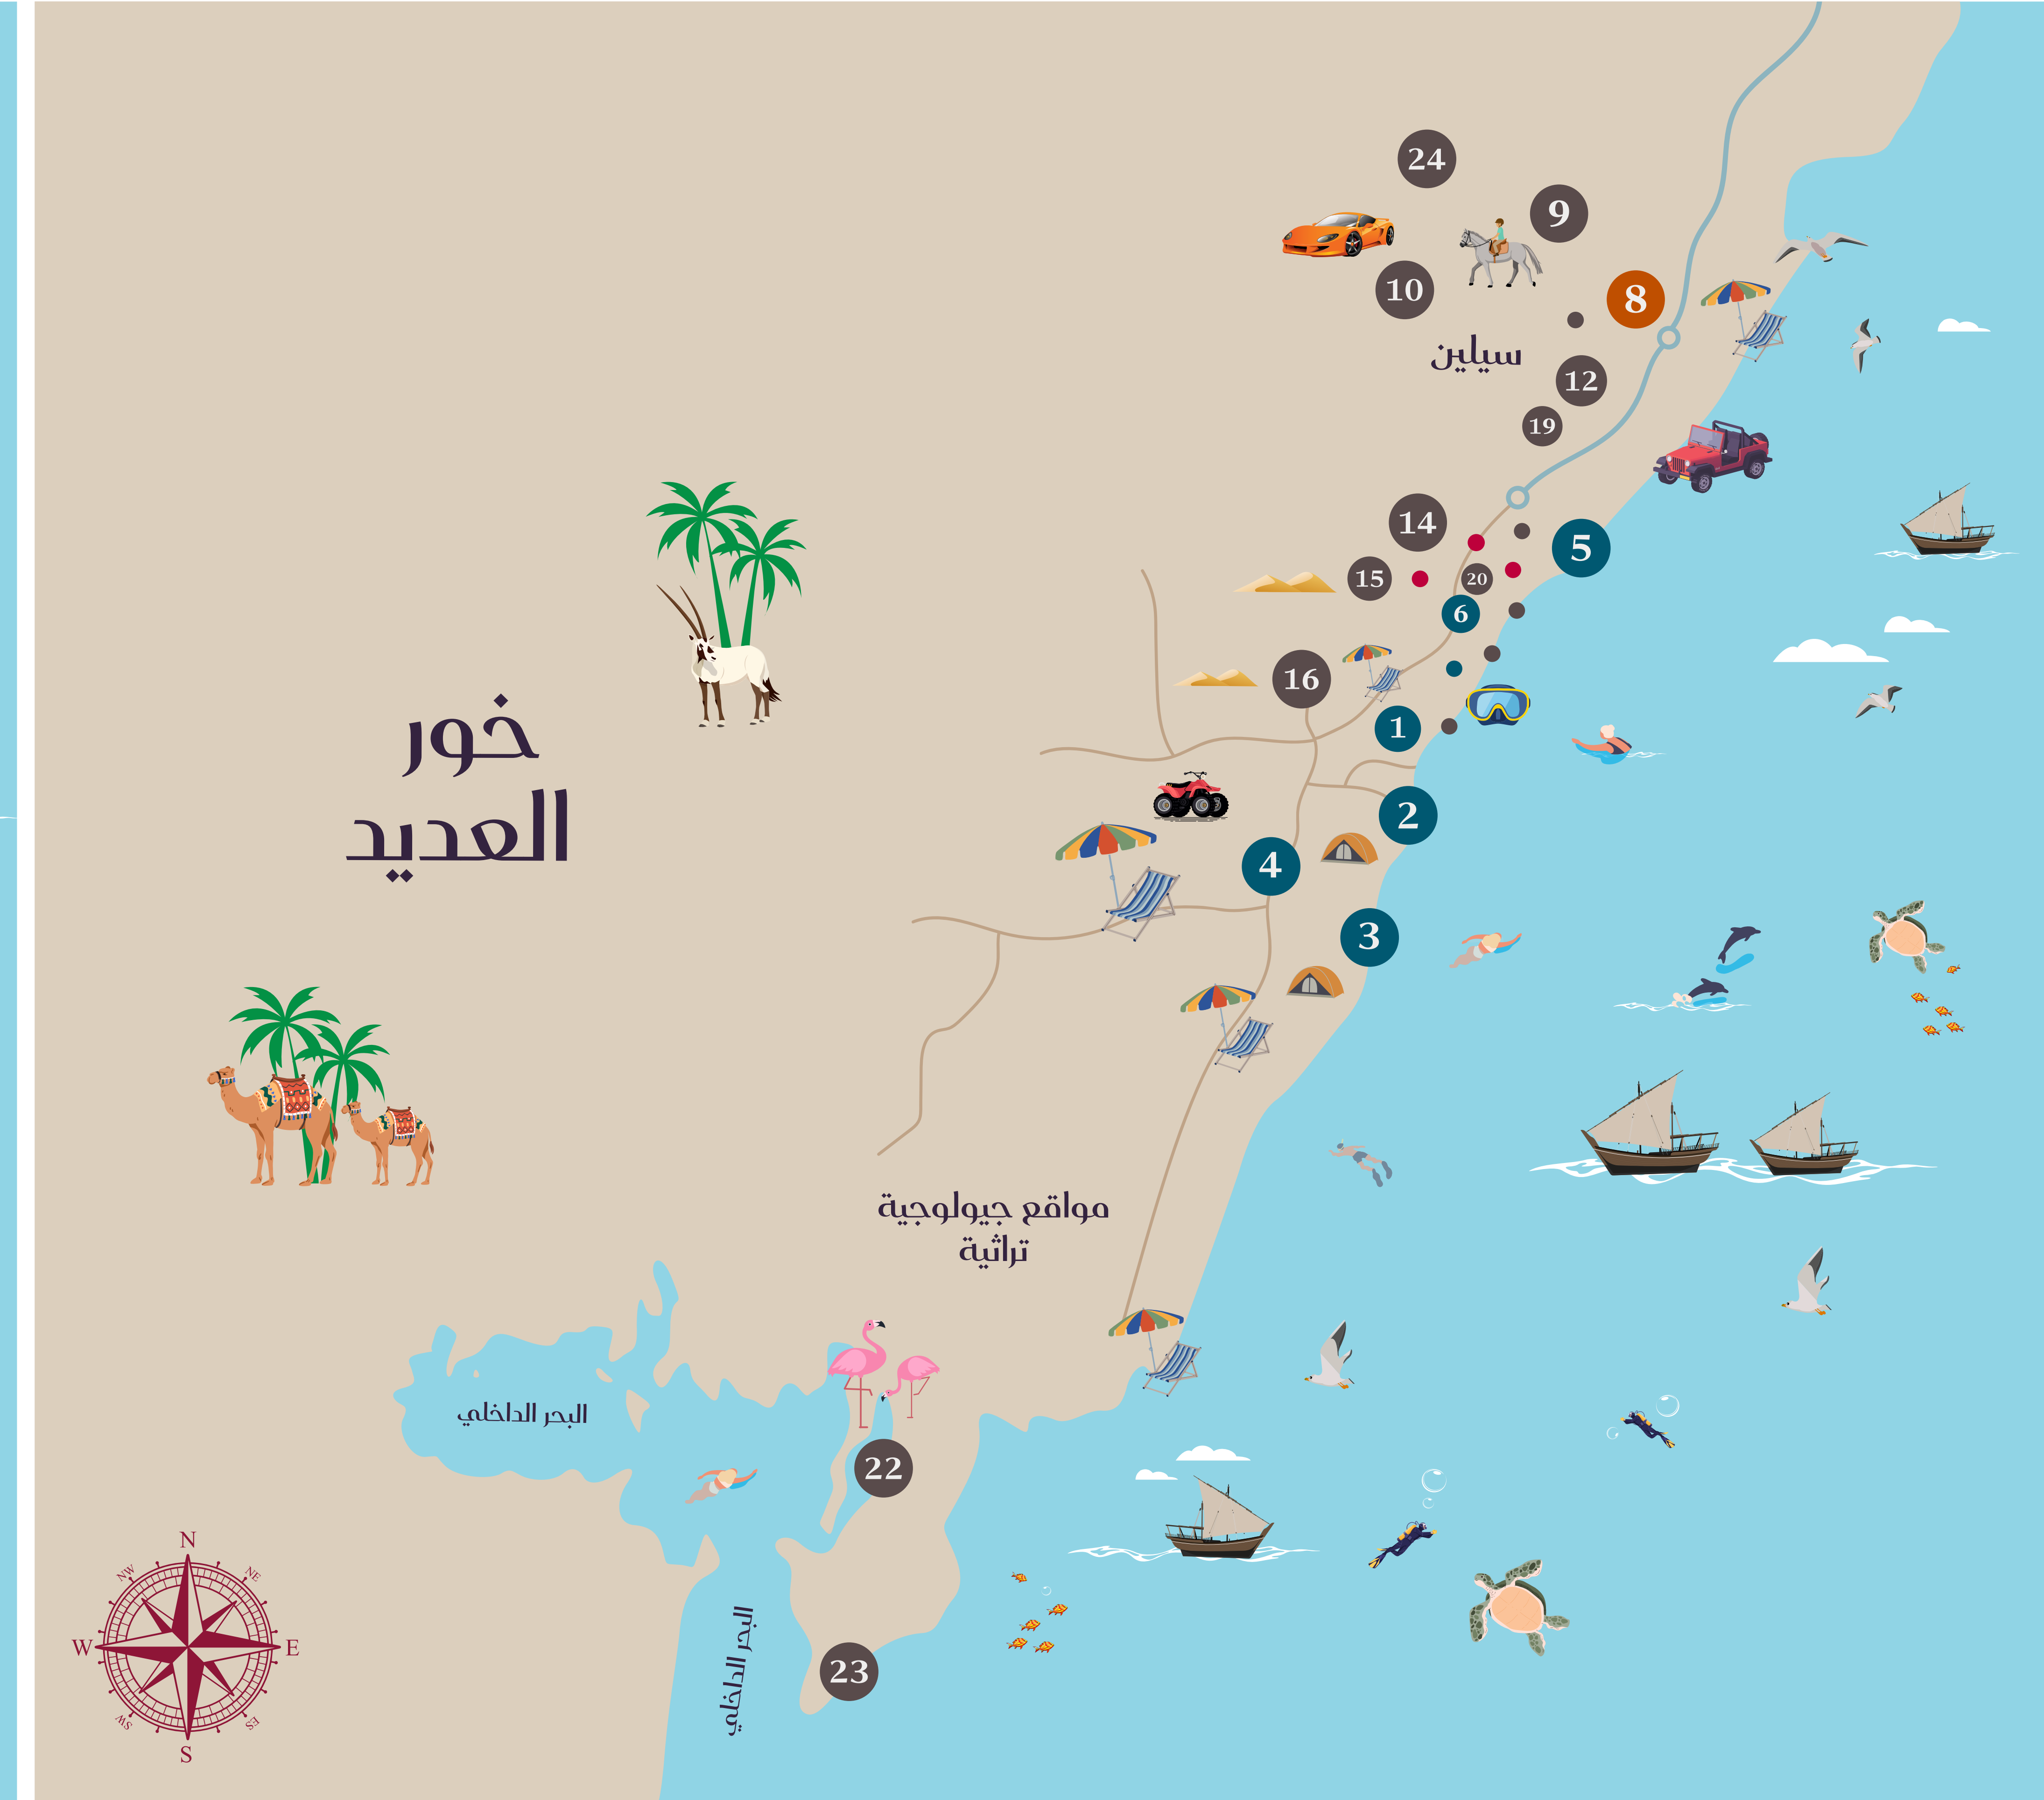 24
9
10
8
سيلين
12
19
14
5
15
20
6
16
1
خور
العديد
2
4
3
مواقع جيولوجية
تراثية
البحر الداخلي
22
البحر الداخلي
23
N
NW
NE
W
E
SW
ES
S